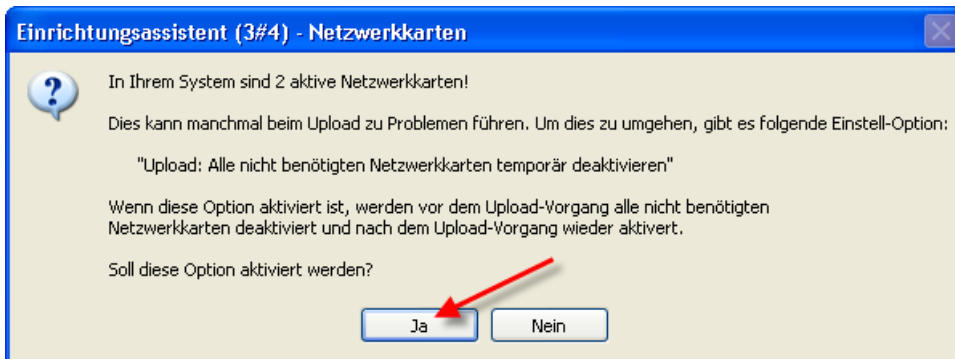 Einrichtungsassistent (3#4) - Netzwerkkarten
In Ihrem System sind 2 aktive Netzwerkkarten!
Dies kann manchmal beim Upload zu Problemen führen. Um dies zu umgehen, gibt es folgende Einstell-Option:
"Upload: Alle nicht benötigten Netzwerkkarten temporär deaktivieren"
Wenn diese Option aktiviert ist, werden vor dem Upload-Vorgang alle nicht benötigten
Netzwerkkarten deaktiviert und nach dem Upload-Vorgang wieder aktivert.
Soll diese Option aktiviert werden?
Ja
Nein